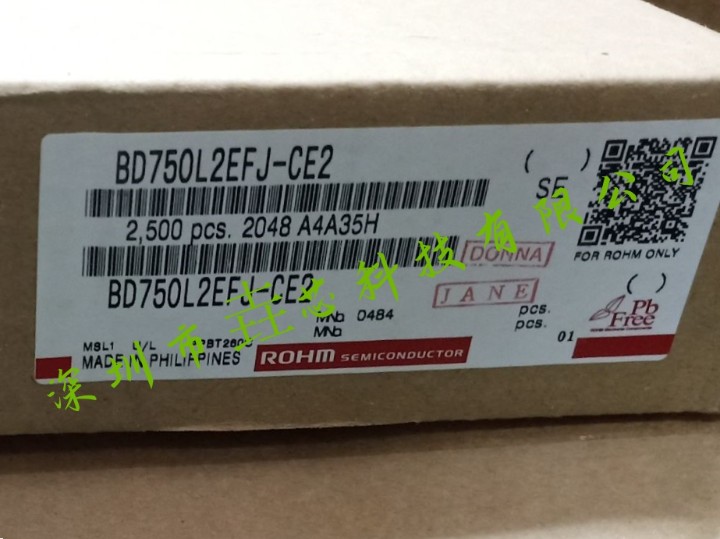 BD750L2EFJ-CE2
( )
SE
2,500 pcs. 2048 A4A35H
DONNA
FOR ROHM ONLY
BD750L2EFJ-CE2
JANE
( )
MNo 0484 pcs.
MNo pcs.
01
Pb
Free
MSL1
MADE IN PHILIPPINES
ROHM SEMICONDUCTOR
深圳市珏芯科技有限公司